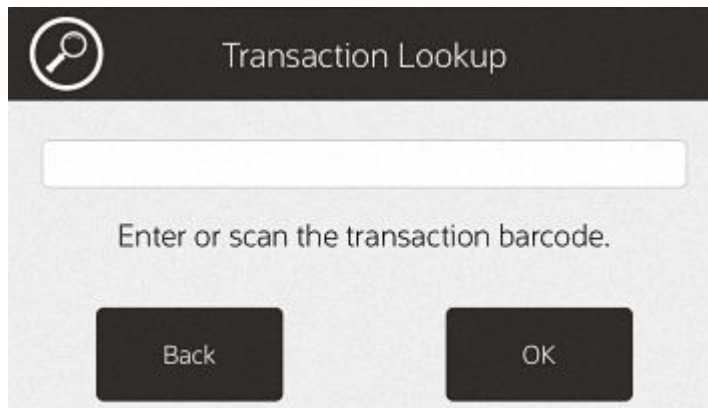 Transaction Lookup
Enter or scan the transaction barcode.
Back
OK